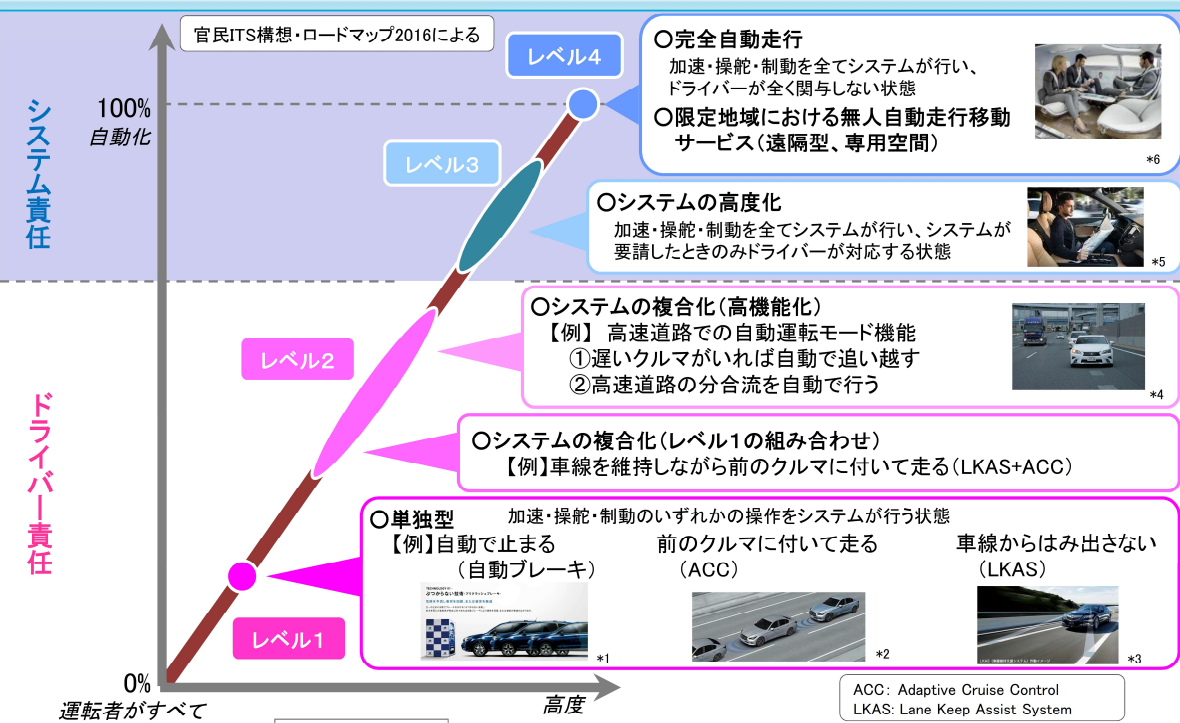 官民ITS構想・ロードマップ2016による
レベル4
○完全自動走行
加速・操舵・制動を全てシステムが行い、
ドライバーが全く関与しない状態
○限定地域における無人自動走行移動
サービス(遠隔型、専用空間)
*6
100%
自動化
システム責任
レベル3
○システムの高度化
加速・操舵・制動を全てシステムが行い、システムが
要請したときのみドライバーが対応する状態
*5
○システムの複合化(高機能化)
【例】 高速道路での自動運転モード機能
①遅いクルマがいれば自動で追い越す
②高速道路の分合流を自動で行う
*4
レベル2
ドライバー責任
○システムの複合化(レベル1の組み合わせ)
【例】車線を維持しながら前のクルマに付いて走る(LKAS+ACC)
○単独型 加速・操舵・制動のいずれかの操作をシステムが行う状態
【例】自動で止まる
(自動ブレーキ)
ぶつからない技術
*1
前のクルマに付いて走る
(ACC)
*2
車線からはみ出さない
(LKAS)
*3
レベル1
0%
運転者がすべて
高度
ACC: Adaptive Cruise Control
LKAS: Lane Keep Assist System